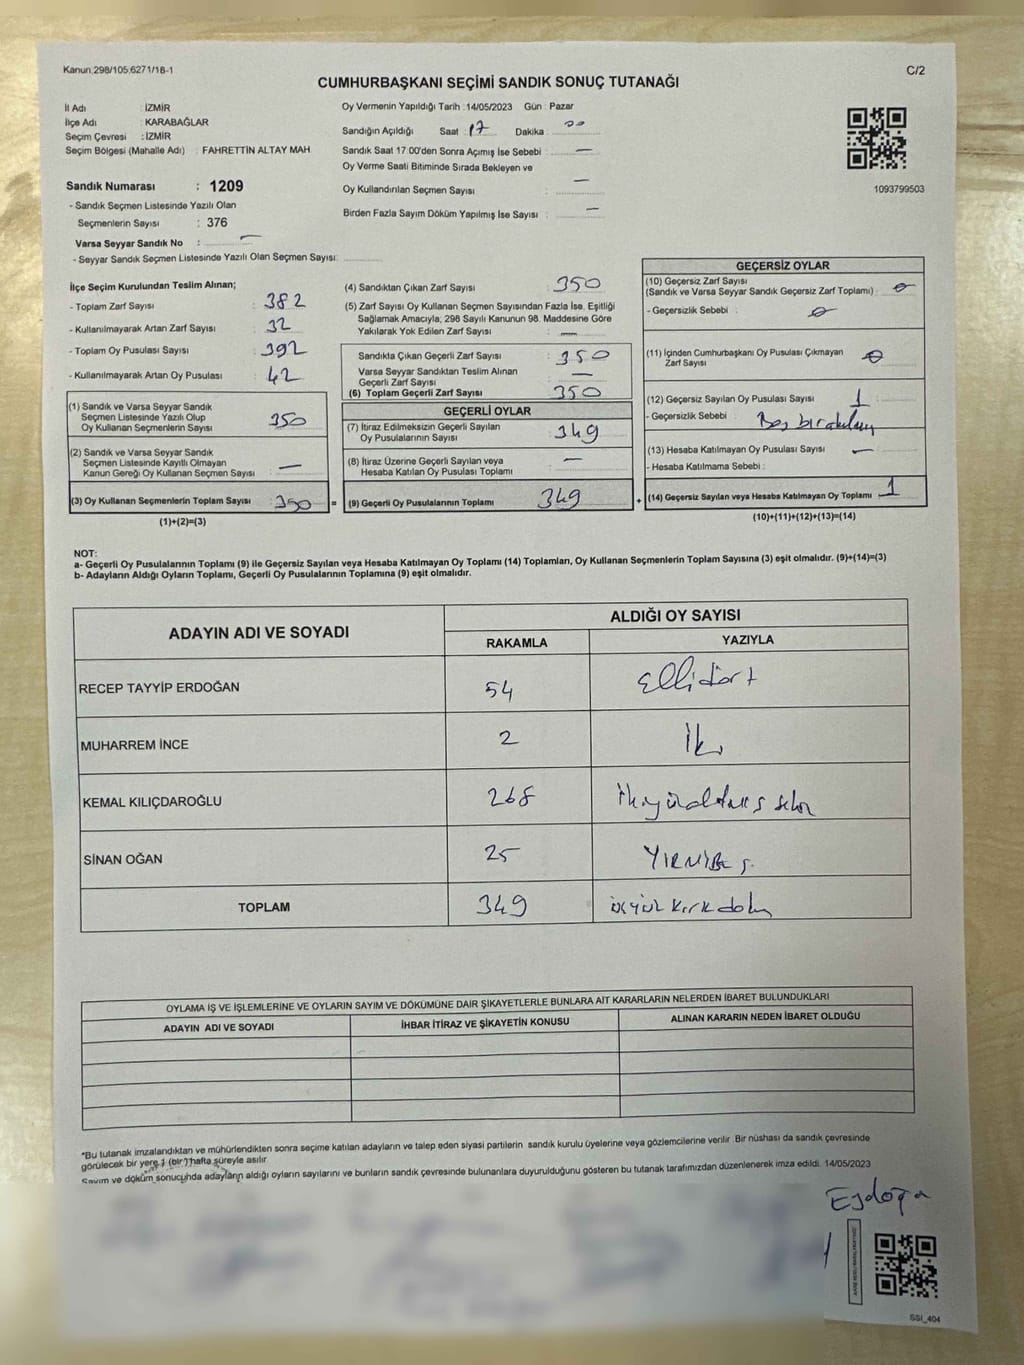 Kanun 298/105,6271/18-1
C/2
CUMHURBAŞKANI SEÇİMİ SANDIK SONUÇ TUTANAĞI
İl Adı : İZMİR
İlçe Adı : KARABAĞLAR
Seçim Çevresi : İZMİR
Seçim Bölgesi (Mahalle Adı) : FAHRETTİN ALTAY MAH
Sandık Numarası : 1209
- Sandık Seçmen Listesinde Yazılı Olan
Seçmenlerin Sayısı : 376
Varsa Seyyar Sandık No : —
- Seyyar Sandık Seçmen Listesinde Yazılı Olan Seçmen Sayısı:
Oy Vermenin Yapıldığı Tarih :14/05/2023 Gün : Pazar
Sandığın Açıldığı Saat : 17 Dakika : 00
Sandık Saat 17:00'den Sonra Açımış İse Sebebi : —
Oy Verme Saati Bitiminde Sırada Bekleyen ve
Oy Kullandırılan Seçmen Sayısı : —
Birden Fazla Sayım Döküm Yapılmış İse Sayısı : —
1093799503
İlçe Seçim Kurulundan Teslim Alınan;
- Toplam Zarf Sayısı : 382
- Kullanılmayarak Artan Zarf Sayısı : 32
- Toplam Oy Pusulası Sayısı : 392
- Kullanılmayarak Artan Oy Pusulası : 42
(1) Sandık ve Varsa Seyyar Sandık
Seçmen Listesinde Yazılı Olup
Oy Kullanan Seçmenlerin Sayısı : 350
(2) Sandık ve Varsa Seyyar Sandık
Seçmen Listesinde Kayıtlı Olmayan
Kanun Gereği Oy Kullanan Seçmen Sayısı : —
(3) Oy Kullanan Seçmenlerin Toplam Sayısı : 350 =
(1)+(2)=(3)
(4) Sandıktan Çıkan Zarf Sayısı : 350
(5) Zarf Sayısı Oy Kullanan Seçmen Sayısından Fazla İse, Eşitliği
Sağlamak Amacıyla, 298 Sayılı Kanunun 98. Maddesine Göre
Yakılarak Yok Edilen Zarf Sayısı : —
Sandıkta Çıkan Geçerli Zarf Sayısı : 350
Varsa Seyyar Sandıktan Teslim Alınan
Geçerli Zarf Sayısı : —
(6) Toplam Geçerli Zarf Sayısı : 350
GEÇERLİ OYLAR
(7) İtiraz Edilmeksizin Geçerli Sayılan
Oy Pusulalarının Sayısı : 349
(8) İtiraz Üzerine Geçerli Sayılan veya
Hesaba Katılan Oy Pusulası Toplamı : —
(9) Geçerli Oy Pusulalarının Toplamı : 349 +
GEÇERSİZ OYLAR
(10) Geçersiz Zarf Sayısı
(Sandık ve Varsa Seyyar Sandık Geçersiz Zarf Toplamı) : 0
- Geçersizlik Sebebi : 0
(11) İçinden Cumhurbaşkanı Oy Pusulası Çıkmayan
Zarf Sayısı : 0
(12) Geçersiz Sayılan Oy Pusulası Sayısı : 1
- Geçersizlik Sebebi : Boş bırakılan
(13) Hesaba Katılmayan Oy Pusulası Sayısı : —
- Hesaba Katılmama Sebebi :
(14) Geçersiz Sayılan veya Hesaba Katılmayan Oy Toplamı : 1
(10)+(11)+(12)+(13)=(14)
NOT:
a- Geçerli Oy Pusulalarının Toplamı (9) ile Geçersiz Sayılan veya Hesaba Katılmayan Oy Toplamı (14) Toplamları, Oy Kullanan Seçmenlerin Toplam Sayısına (3) eşit olmalıdır. (9)+(14)=(3)
b- Adayların Aldığı Oyların Toplamı, Geçerli Oy Pusulalarının Toplamına (9) eşit olmalıdır.
ADAYIN ADI VE SOYADI
ALDIĞI OY SAYISI
RAKAMLA YAZIYLA
RECEP TAYYİP ERDOĞAN 54 Ellidört
MUHARREM İNCE 2 İki
KEMAL KILIÇDAROĞLU 268 İkiyüzaltmışsekiz
SİNAN OĞAN 25 YİRMİBEŞ
TOPLAM 349 üçyüz kırkdokuz
OYLAMA İŞ VE İŞLEMLERİNE VE OYLARIN SAYIM VE DÖKÜMÜNE DAİR ŞİKAYETLERLE BUNLARA AİT KARARLARIN NELERDEN İBARET BULUNDUKLARI
ADAYIN ADI VE SOYADI İHBAR İTİRAZ VE ŞİKAYETİN KONUSU ALINAN KARARIN NEDEN İBARET OLDUĞU
*Bu tutanak imzalandıktan ve mühürlendikten sonra seçime katılan adayların ve talep eden siyasi partilerin sandık kurulu üyelerine veya gözlemcilerine verilir. Bir nüshası da sandık çevresinde
görülecek bir yere 1 (bir) hafta süreyle asılır.
Sayım ve döküm sonucunda adayların aldığı oyların sayılarını ve bunların sandık çevresinde bulunanlara duyurulduğunu gösteren bu tutanak tarafımızdan düzenlenerek imza edildi. 14/05/2023
SSI_404